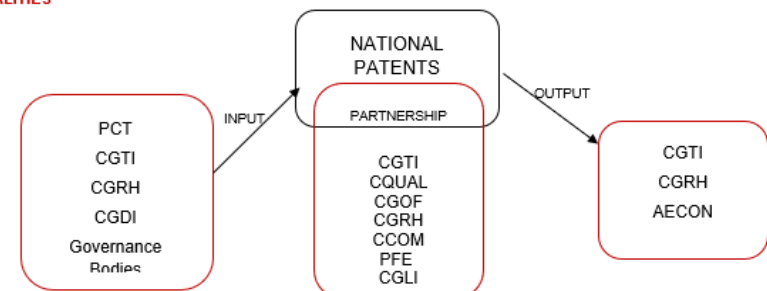 NATIONAL
PATENTS
INPUT
OUTPUT
PARTNERSHIP
PCT
CGTI
CGRH
CGDI
Governance
Bodies
CGTI
CQUAL
CGOF
CGRH
CCOM
PFE
CGLI
CGTI
CGRH
AECON